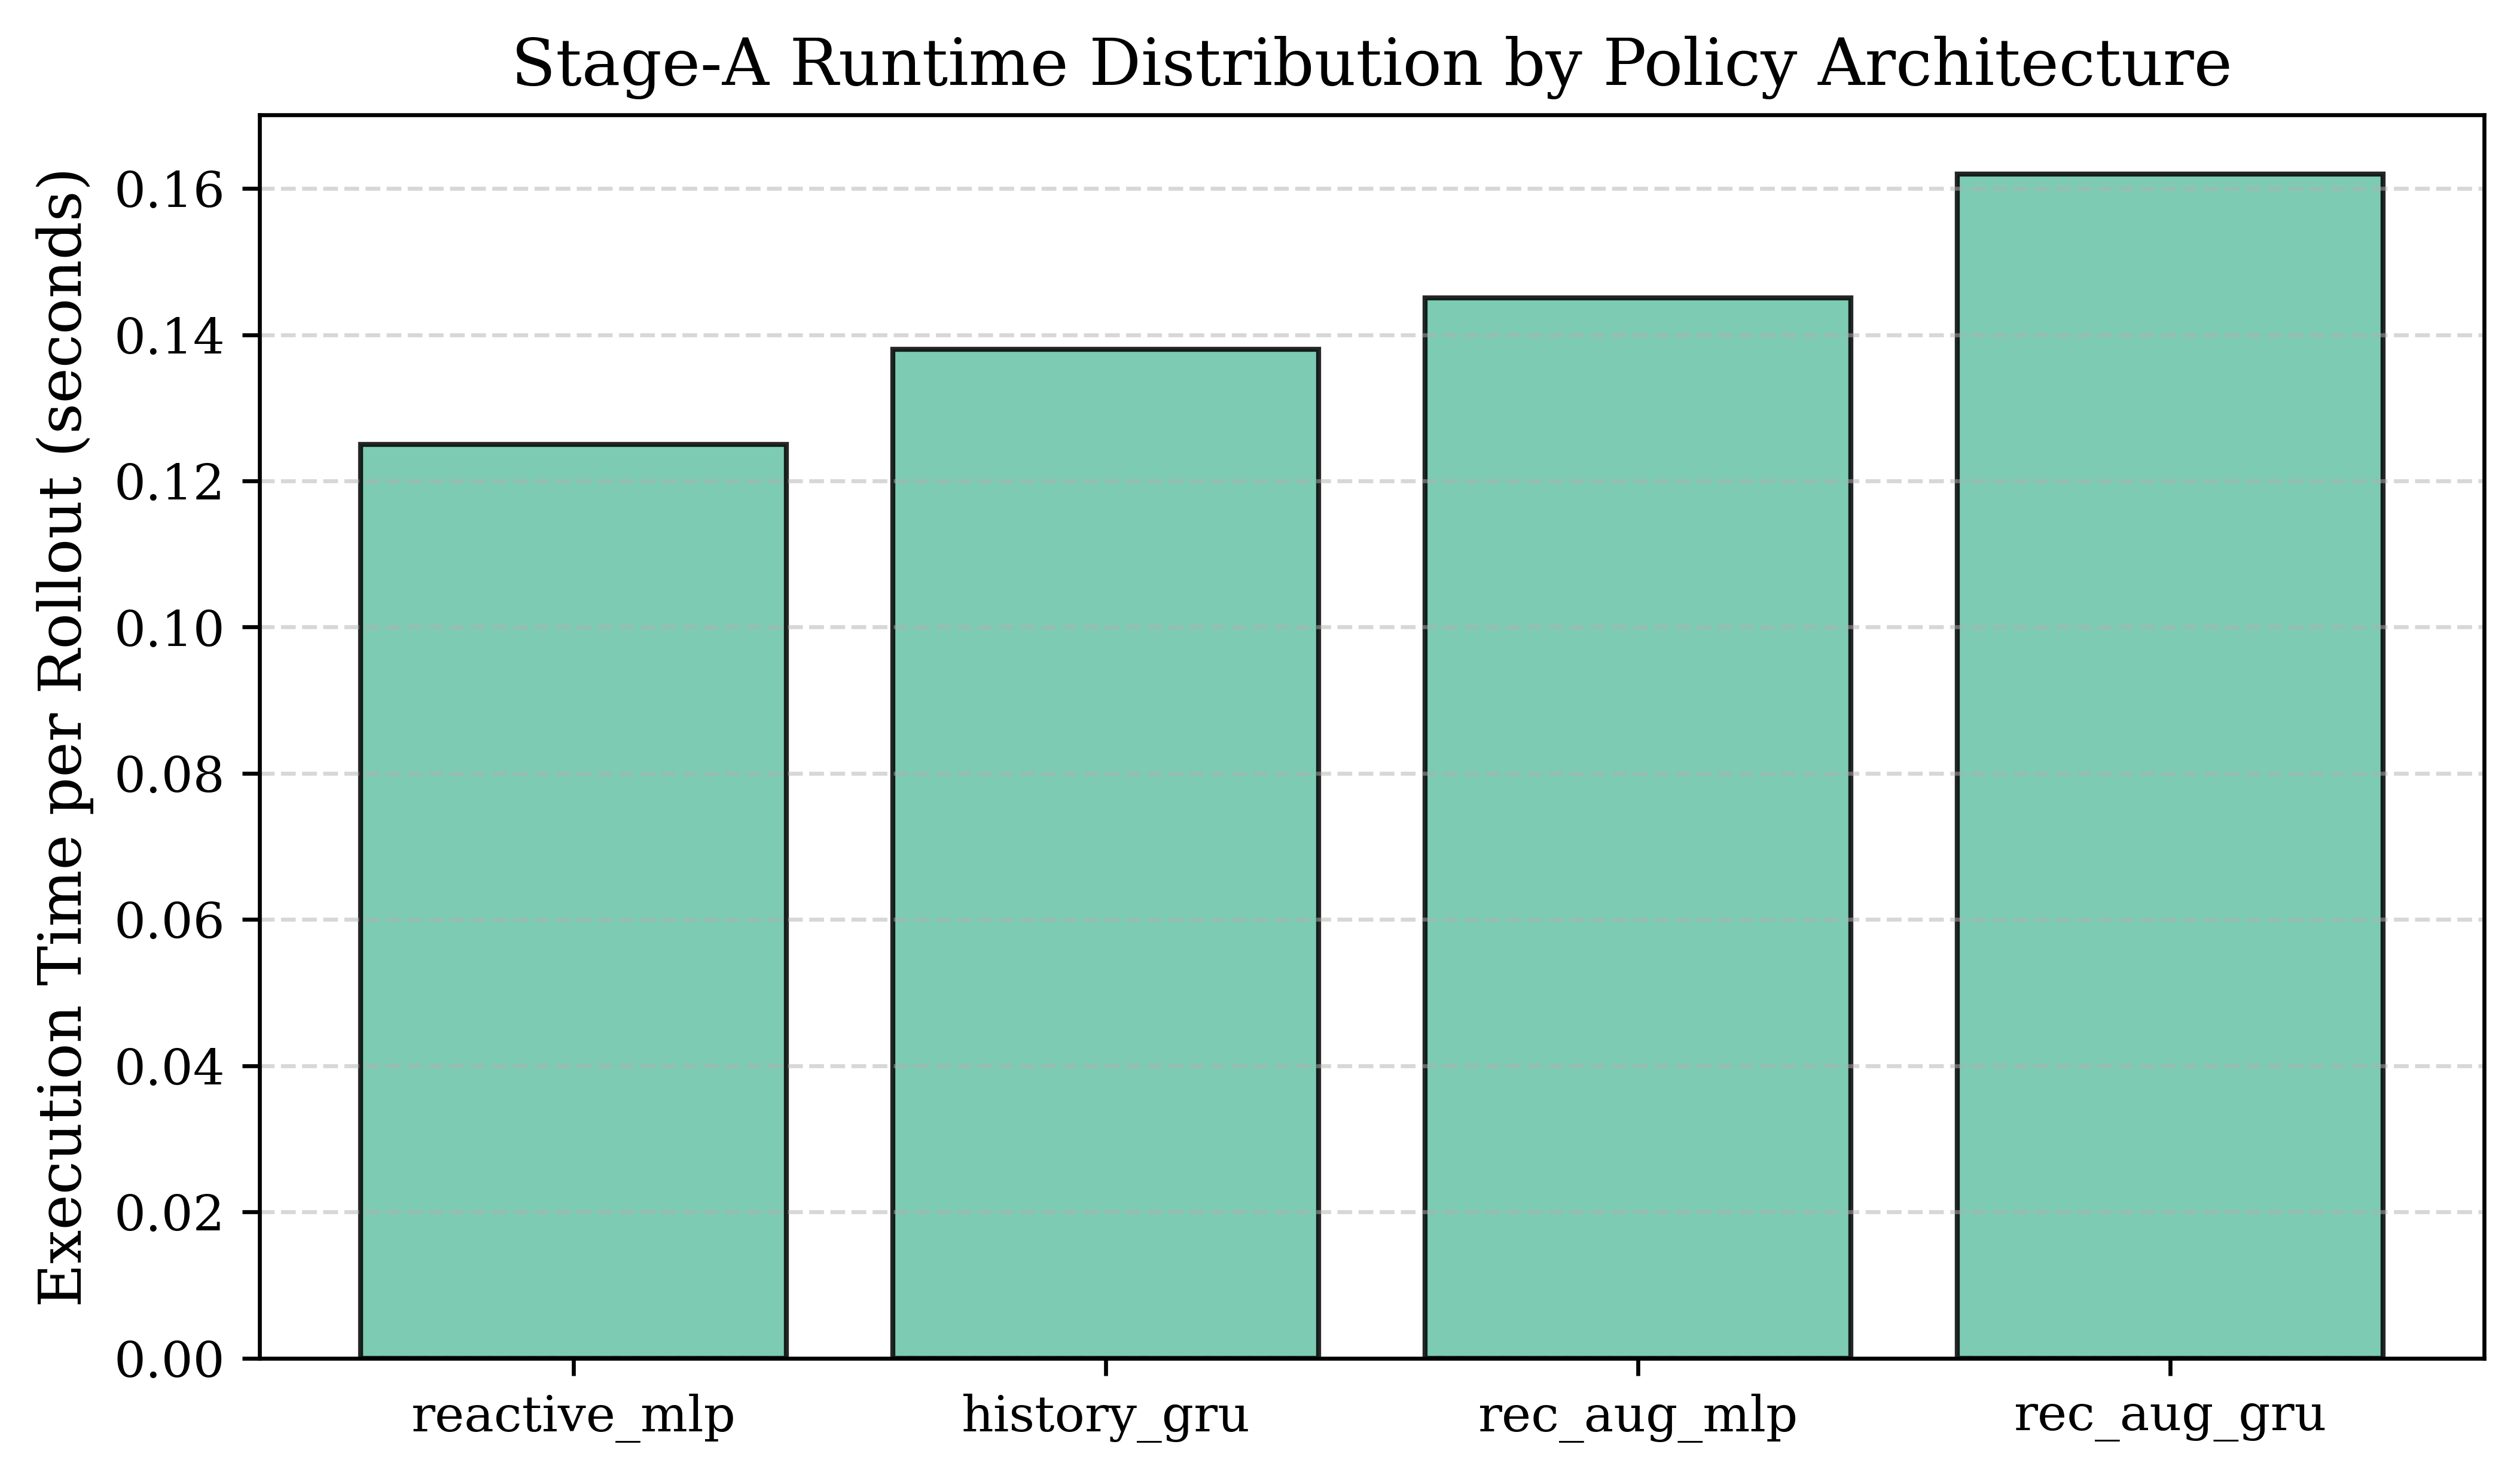 Stage-A Runtime Distribution by Policy Architecture
Execution Time per Rollout (seconds)
0.16
0.14
0.12
0.10
0.08
0.06
0.04
0.02
0.00
reactive_mlp
history_gru
rec_aug_mlp
rec_aug_gru